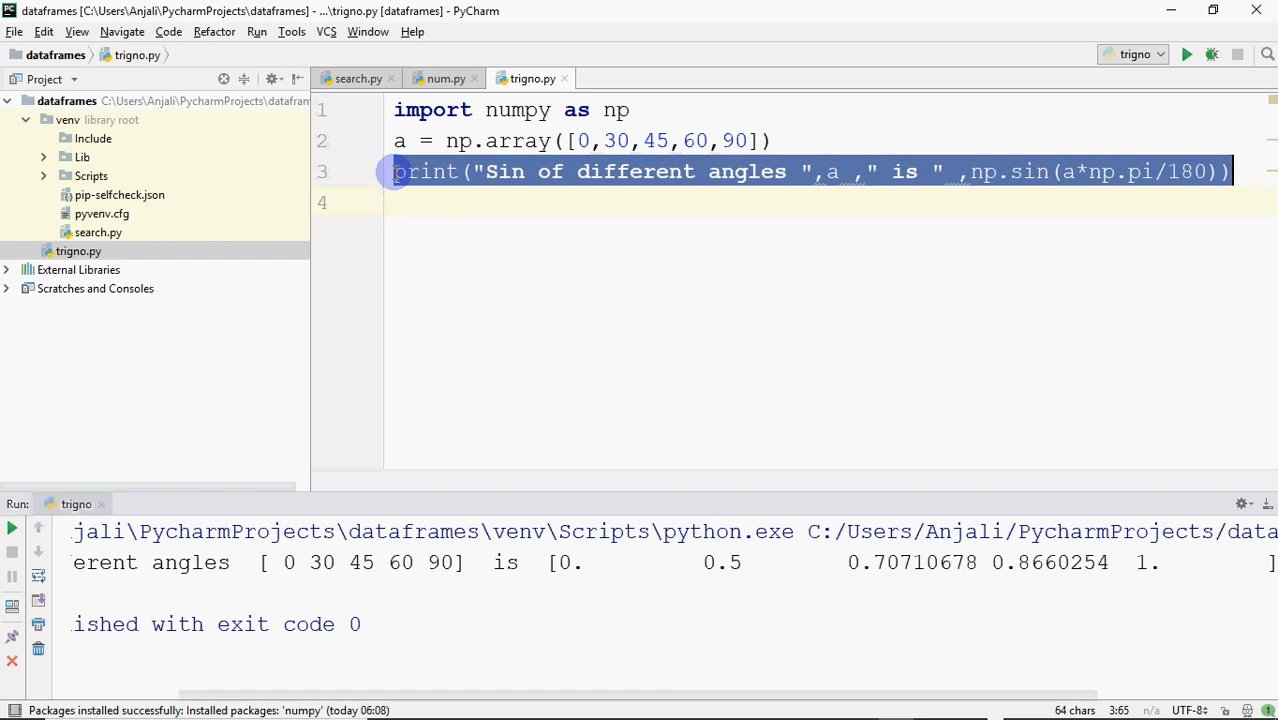 dataframes [C:\Users\Anjali\PycharmProjects\dataframes] - ...\trigno.py [dataframes] - PyCharm
File Edit View Navigate Code Refactor Run Tools VCS Window Help
dataframes trigno.py trigno
Project search.py num.py trigno.py
dataframes C:\Users\Anjali\PycharmProjects\datafram
venv library root
Include
Lib
Scripts
pip-selfcheck.json
pyvenv.cfg
search.py
trigno.py
External Libraries
Scratches and Consoles
1 import numpy as np
2 a = np.array([0,30,45,60,90])
3 print("Sin of different angles ",a ," is " ,np.sin(a*np.pi/180))
4
Run: trigno
jali\PycharmProjects\dataframes\venv\Scripts\python.exe C:/Users/Anjali/PycharmProjects/data
erent angles [ 0 30 45 60 90] is [0. 0.5 0.70710678 0.8660254 1. ]
ished with exit code 0
Packages installed successfully: Installed packages: 'numpy' (today 06:08) 64 chars 3:65 n/a UTF-8 1